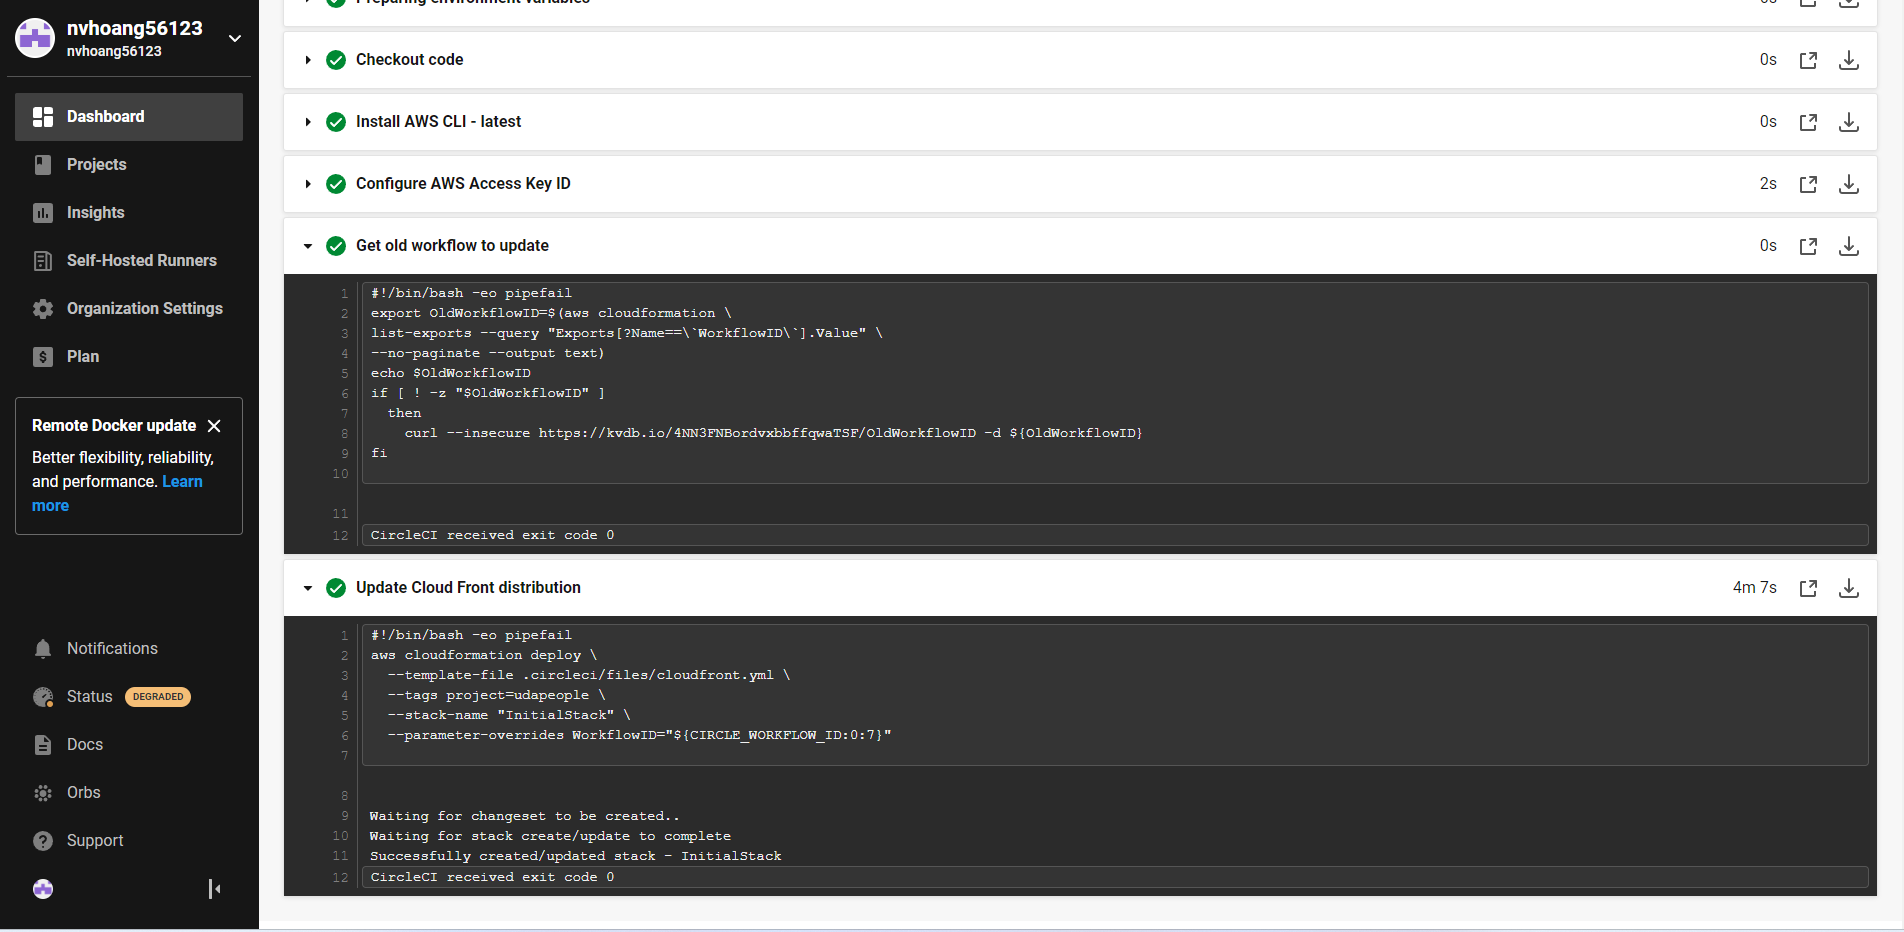 nvhoang56123
nvhoang56123
Dashboard
Projects
Insights
Self-Hosted Runners
Organization Settings
Plan
Remote Docker update
Better flexibility, reliability,
and performance. Learn
more
Notifications
Status DEGRADED
Docs
Orbs
Support
Preparing environment variables 0s
Checkout code 0s
Install AWS CLI - latest 0s
Configure AWS Access Key ID 2s
Get old workflow to update 0s
1 #!/bin/bash -eo pipefail
2 export OldWorkflowID=$(aws cloudformation \
3 list-exports --query "Exports[?Name==\`WorkflowID\`].Value" \
4 --no-paginate --output text)
5 echo $OldWorkflowID
6 if [ ! -z "$OldWorkflowID" ]
7 then
8 curl --insecure https://kvdb.io/4NN3FNBordvxbbffqwaTSF/OldWorkflowID -d ${OldWorkflowID}
9 fi
10
11
12 CircleCI received exit code 0
Update Cloud Front distribution 4m 7s
1 #!/bin/bash -eo pipefail
2 aws cloudformation deploy \
3 --template-file .circleci/files/cloudfront.yml \
4 --tags project=udapeople \
5 --stack-name "InitialStack" \
6 --parameter-overrides WorkflowID="${CIRCLE_WORKFLOW_ID:0:7}"
7
8
9 Waiting for changeset to be created..
10 Waiting for stack create/update to complete
11 Successfully created/updated stack - InitialStack
12 CircleCI received exit code 0